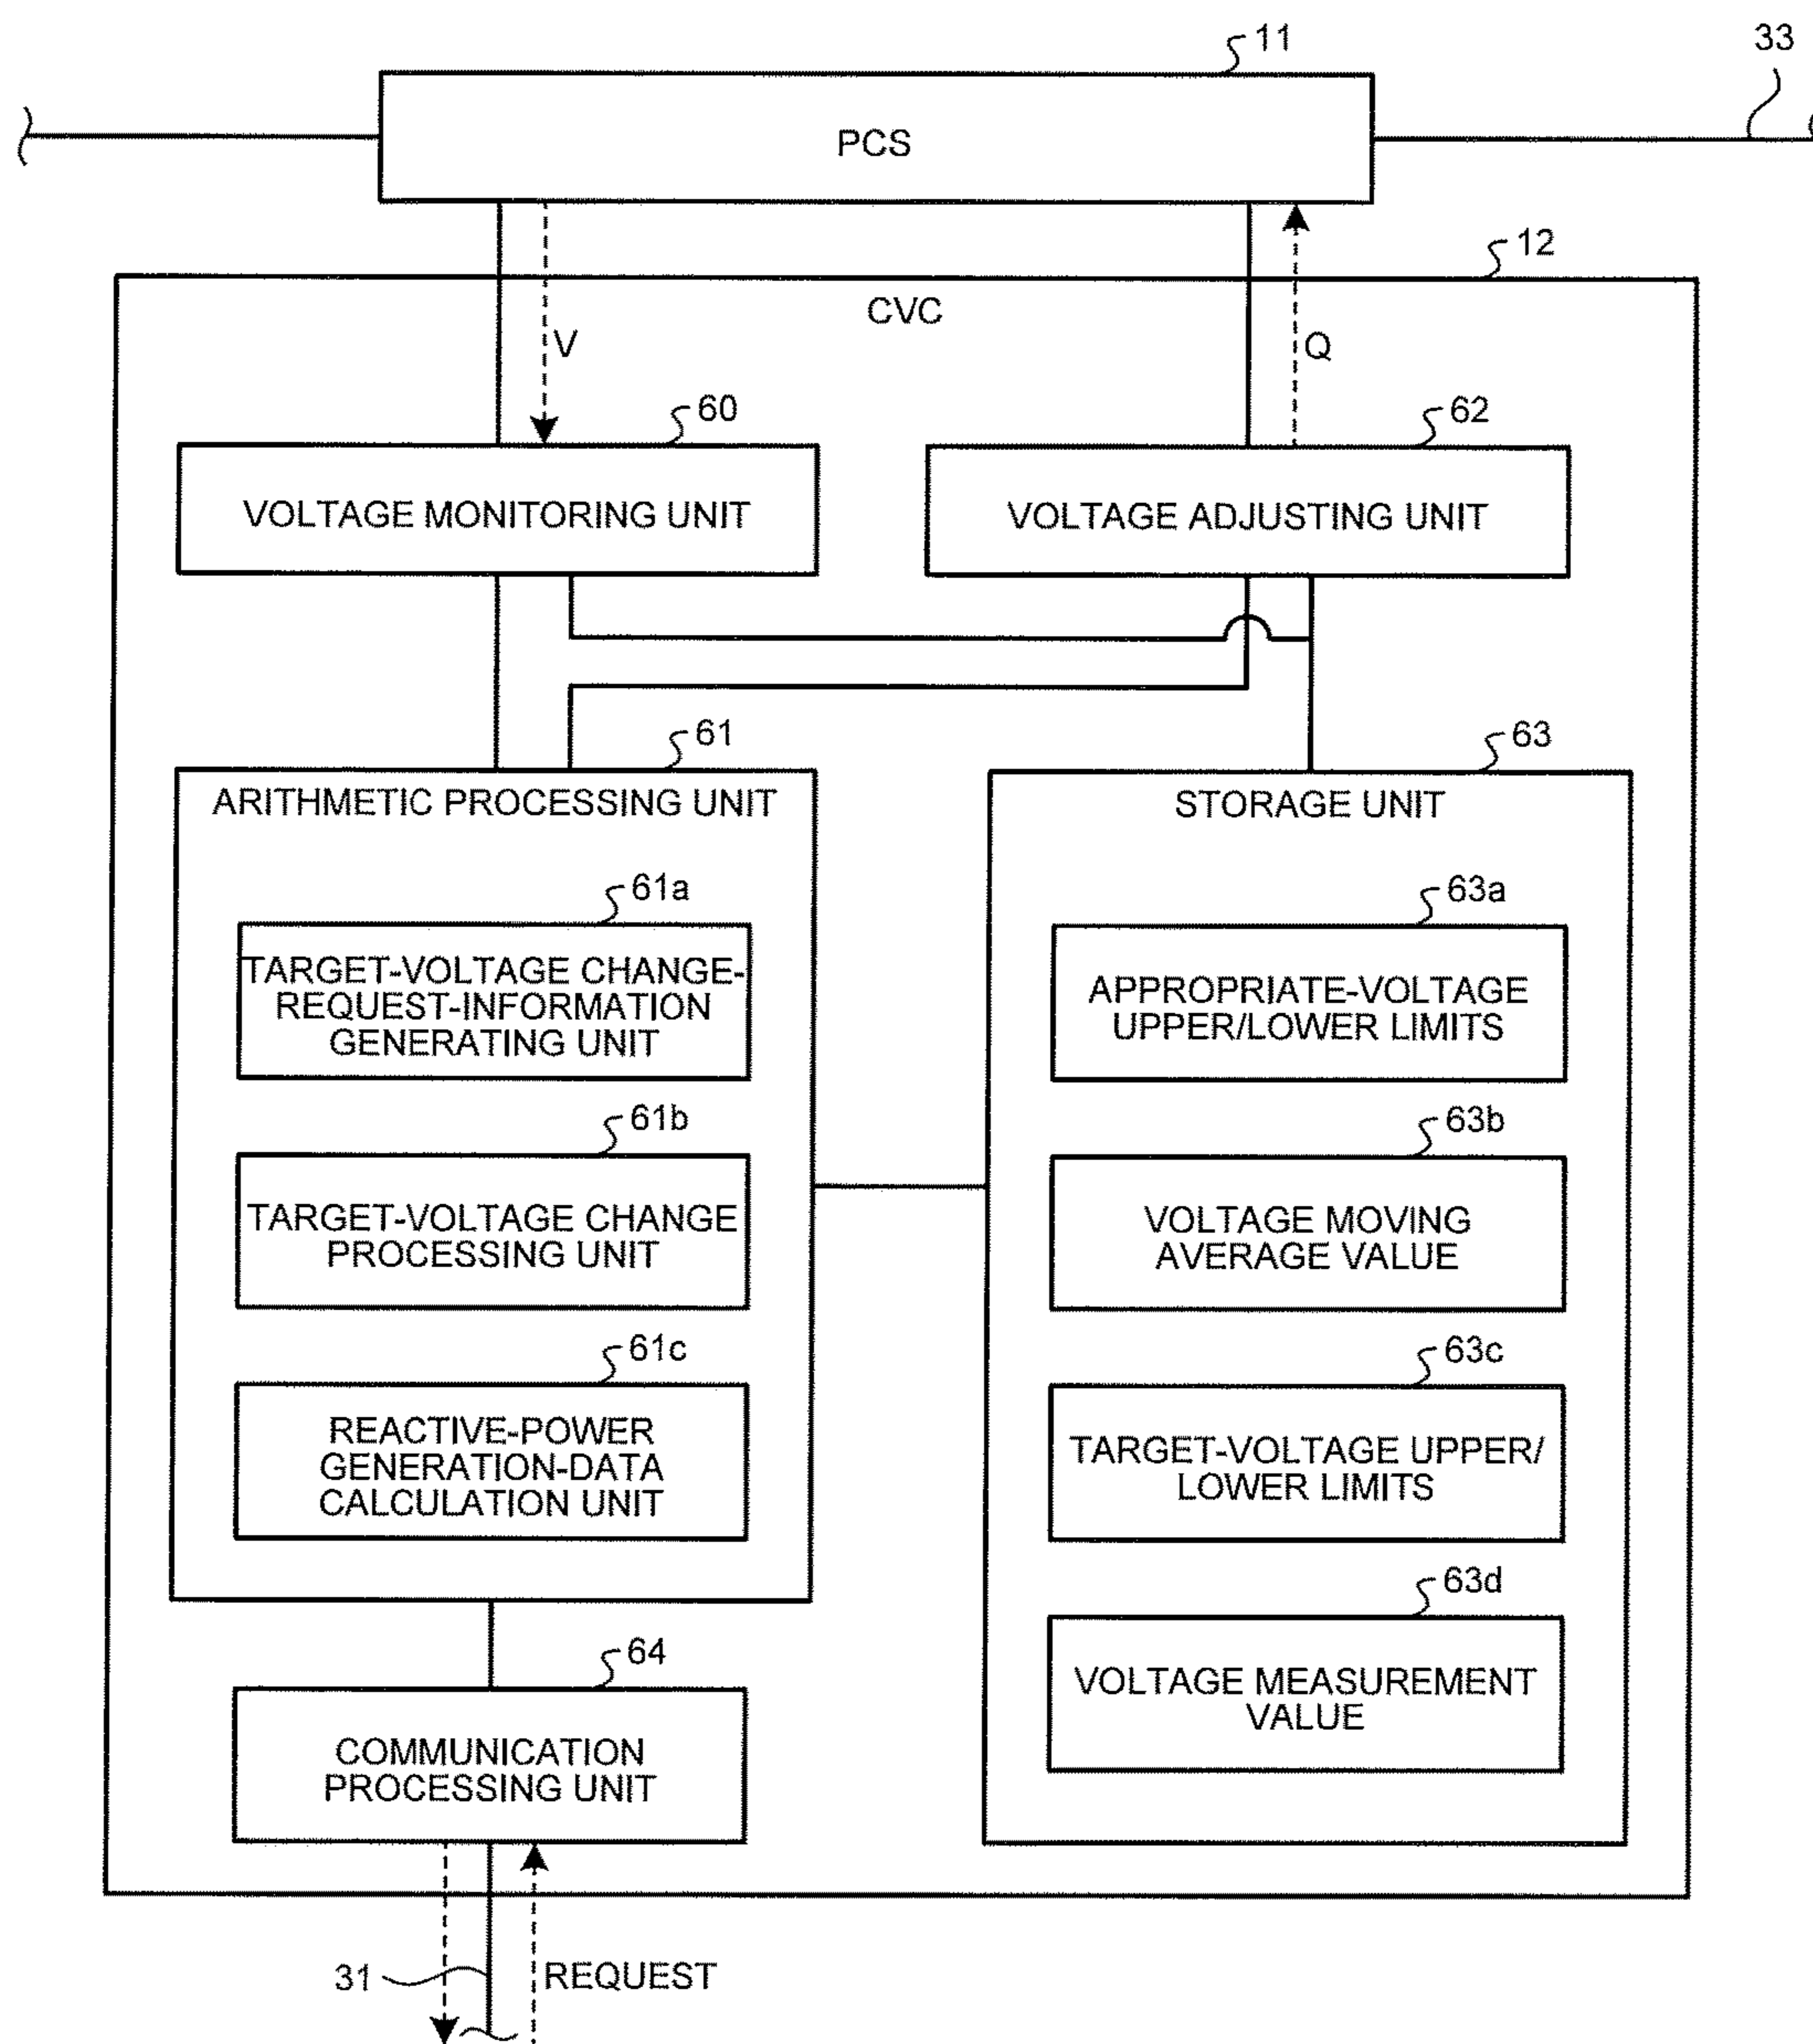 11
33
PCS
12
CVC
V
Q
60
62
VOLTAGE MONITORING UNIT
VOLTAGE ADJUSTING UNIT
61
63
ARITHMETIC PROCESSING UNIT
STORAGE UNIT
61a
TARGET-VOLTAGE CHANGE-
REQUEST-INFORMATION
GENERATING UNIT
63a
APPROPRIATE-VOLTAGE
UPPER/LOWER LIMITS
61b
TARGET-VOLTAGE CHANGE
PROCESSING UNIT
63b
VOLTAGE MOVING
AVERAGE VALUE
61c
REACTIVE-POWER
GENERATION-DATA
CALCULATION UNIT
63c
TARGET-VOLTAGE UPPER/
LOWER LIMITS
63d
VOLTAGE MEASUREMENT
VALUE
64
COMMUNICATION
PROCESSING UNIT
31
REQUEST